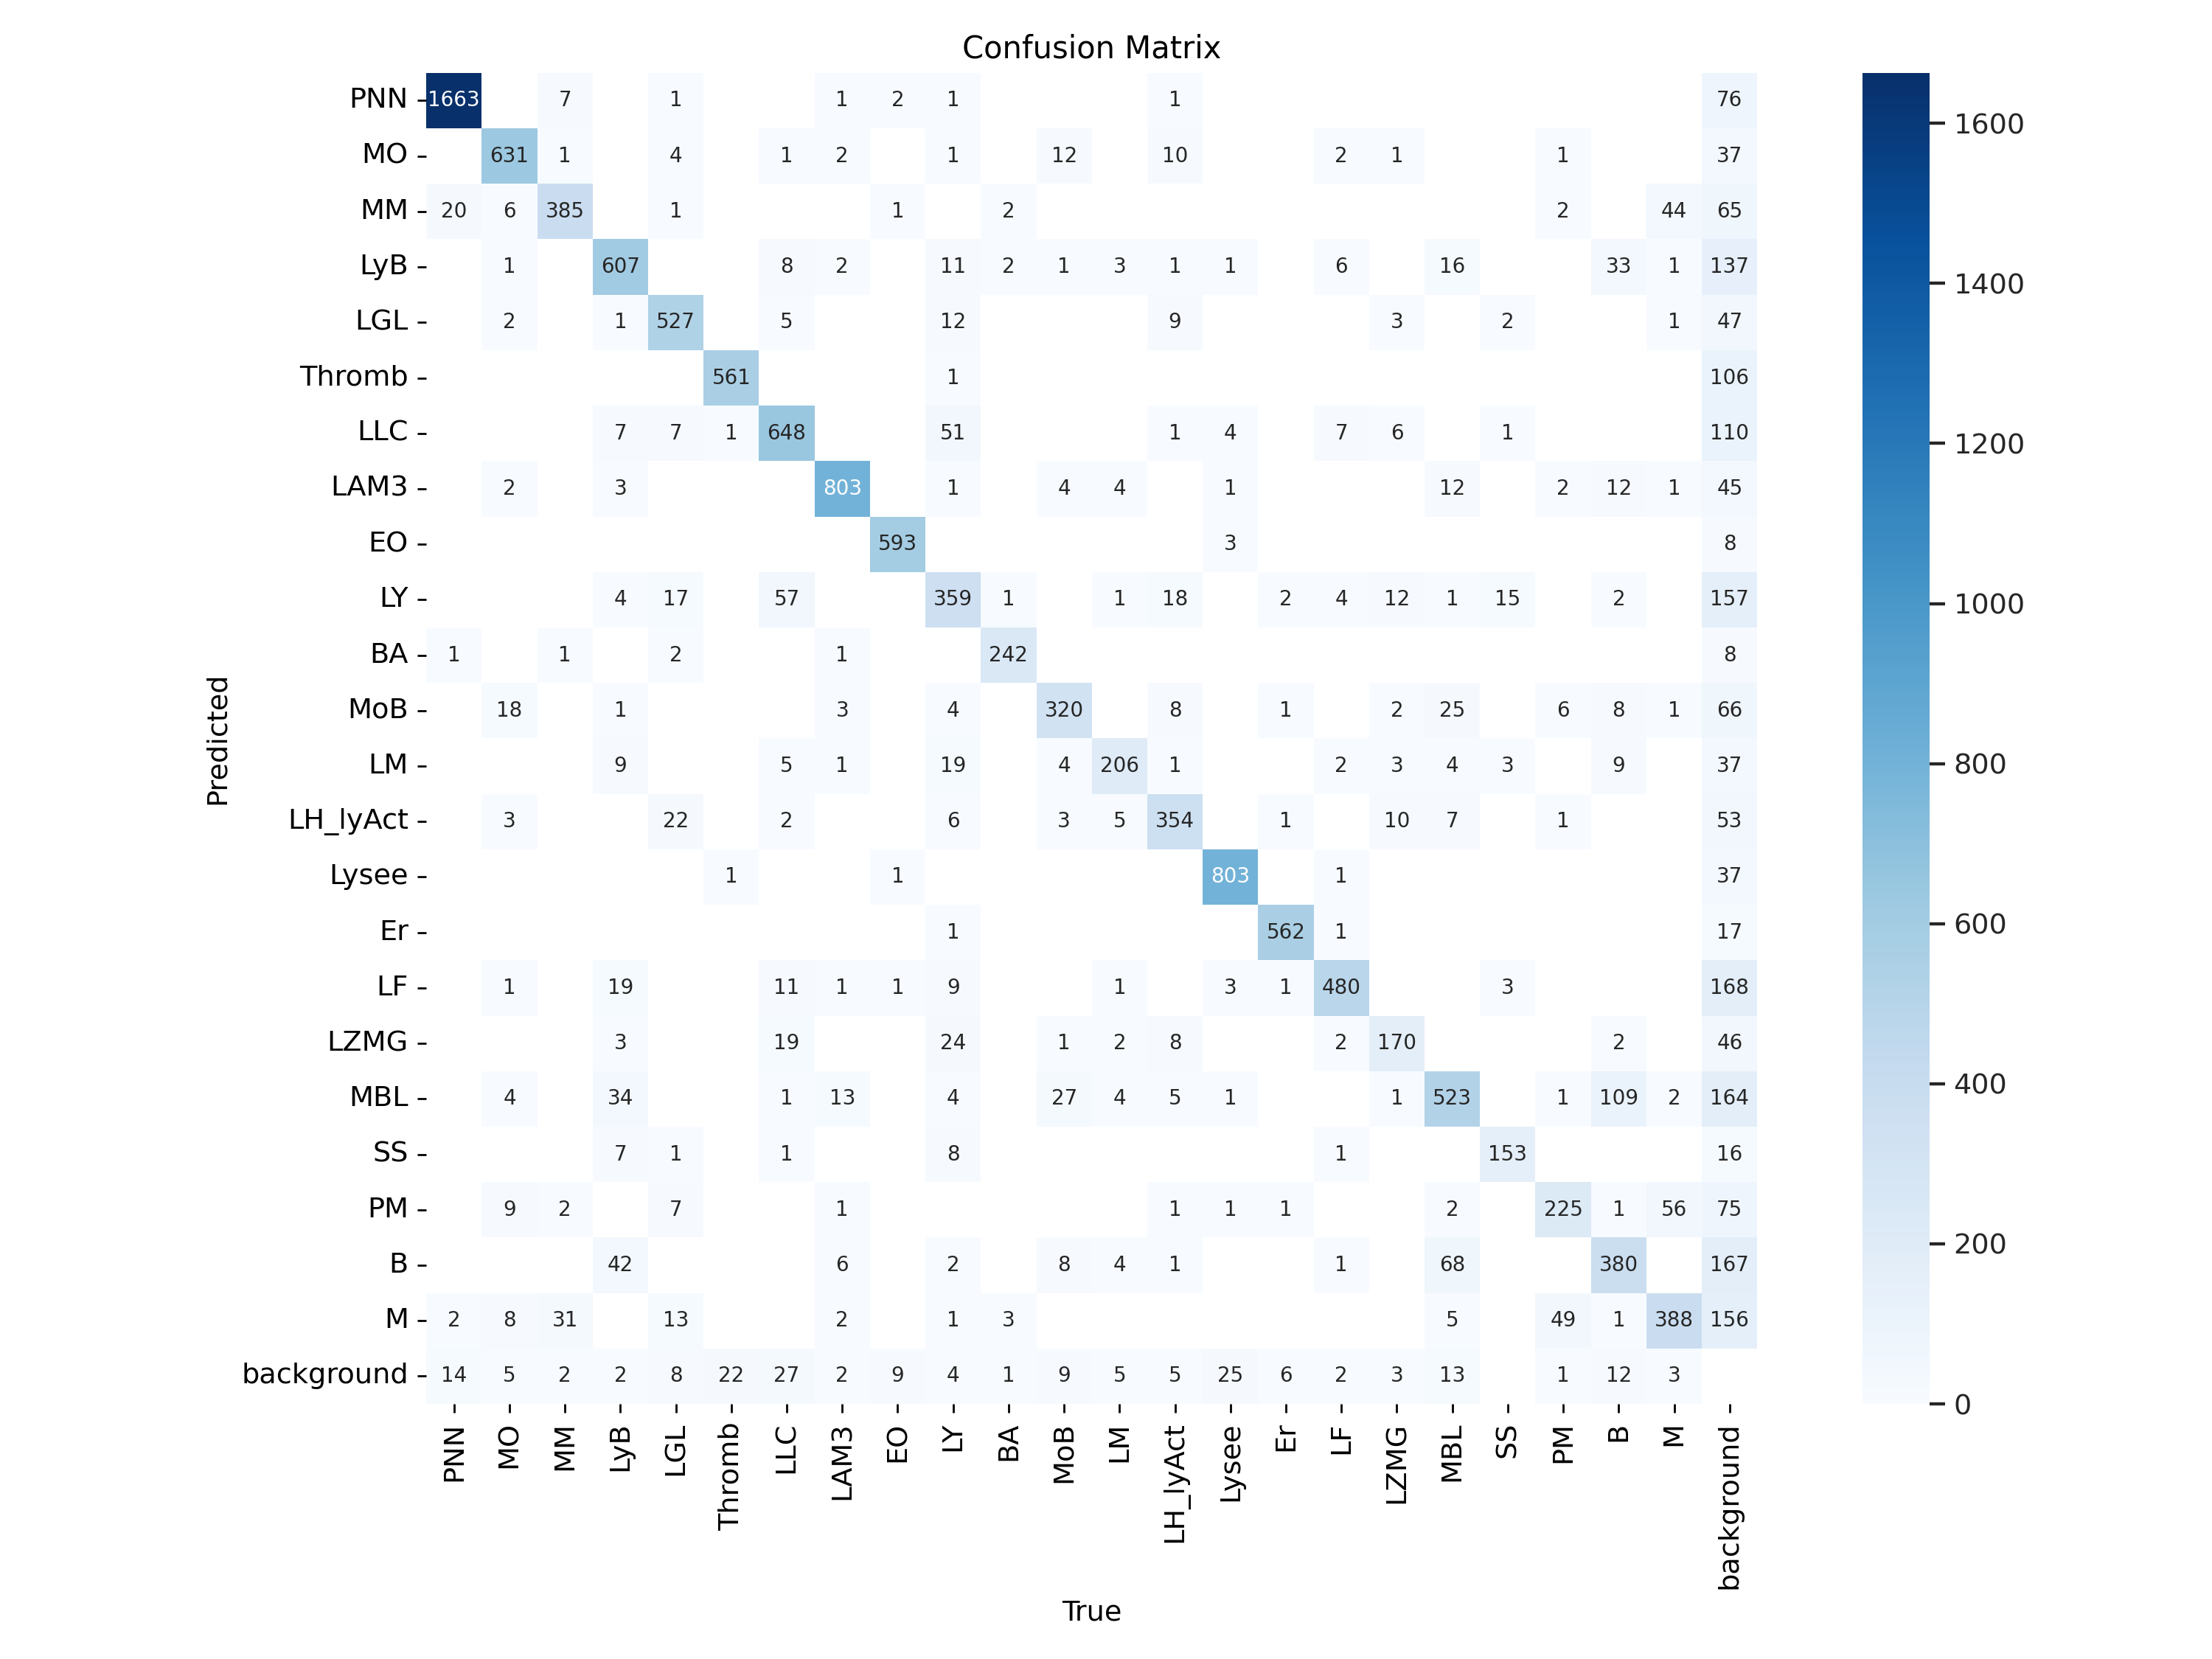 Confusion Matrix
PNN 1663 7 1 1 2 1 1 76
MO 631 1 4 1 2 1 12 10 2 1 1 37
MM 20 6 385 1 1 2 2 44 65
LyB 1 607 8 2 11 2 1 3 1 1 6 16 33 1 137
LGL 2 1 527 5 12 9 3 2 1 47
Thromb 561 1 106
LLC 7 7 1 648 51 1 4 7 6 1 110
LAM3 2 3 803 1 4 4 1 12 2 12 1 45
EO 593 3 8
LY 4 17 57 359 1 1 18 2 4 12 1 15 2 157
BA 1 1 2 1 242 8
MoB 18 1 3 4 320 8 1 2 25 6 8 1 66
LM 9 5 1 19 4 206 1 2 3 4 3 9 37
LH_lyAct 3 22 2 6 3 5 354 1 10 7 1 53
Lysee 1 1 803 1 37
Er 1 562 1 17
LF 1 19 11 1 1 9 1 3 1 480 3 168
LZMG 3 19 24 1 2 8 2 170 2 46
MBL 4 34 1 13 4 27 4 5 1 1 523 1 109 2 164
SS 7 1 1 8 1 153 16
PM 9 2 7 1 1 1 1 2 225 1 56 75
B 42 6 2 8 4 1 1 68 380 167
M 2 8 31 13 2 1 3 5 49 1 388 156
background 14 5 2 2 8 22 27 2 9 4 1 9 5 5 25 6 2 3 13 1 12 3
PNN MO MM LyB LGL Thromb LLC LAM3 EO LY BA MoB LM LH_lyAct Lysee Er LF LZMG MBL SS PM B M background
True
Predicted
1600
1400
1200
1000
800
600
400
200
0